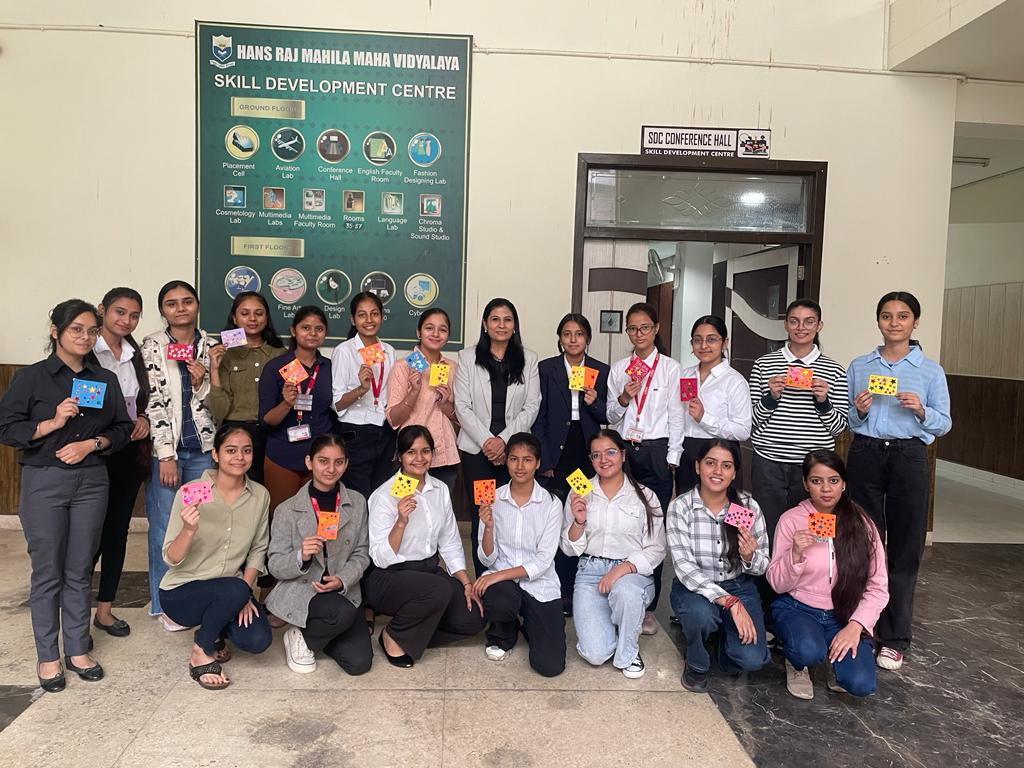 HANS RAJ MAHILA MAHA VIDYALAYA
SKILL DEVELOPMENT CENTRE
GROUND FLOOR
Placement Cell
Aviation Lab
Conference Hall
English Faculty Room
Fashion Designing Lab
Cosmetology Lab
Multimedia Labs
Multimedia Faculty Room
Rooms 35-57
Language Lab
Chroma Studio & Sound Studio
FIRST FLOOR
Design Lab
SDC CONFERENCE HALL
SKILL DEVELOPMENT CENTRE